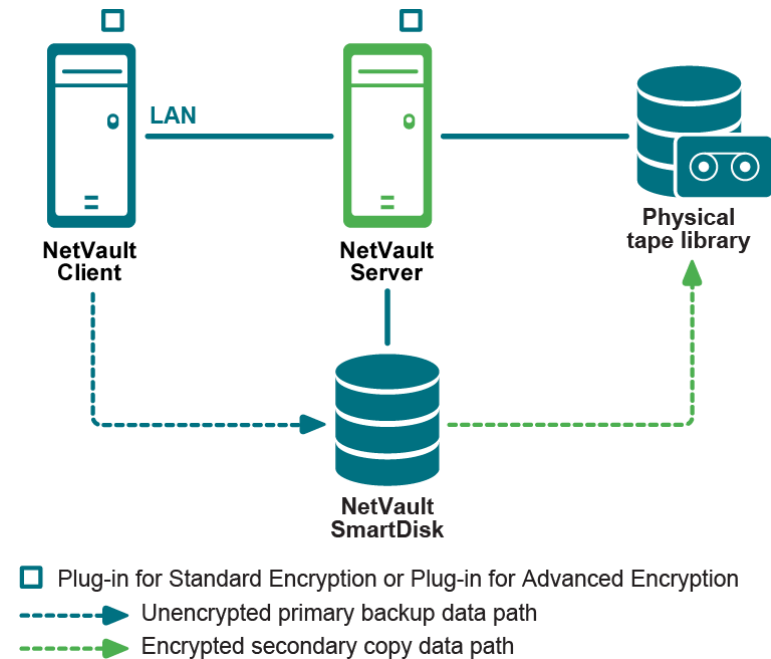 LAN
NetVault
Client
NetVault
Server
Physical
tape library
NetVault
SmartDisk
Plug-in for Standard Encryption or Plug-in for Advanced Encryption
Unencrypted primary backup data path
Encrypted secondary copy data path